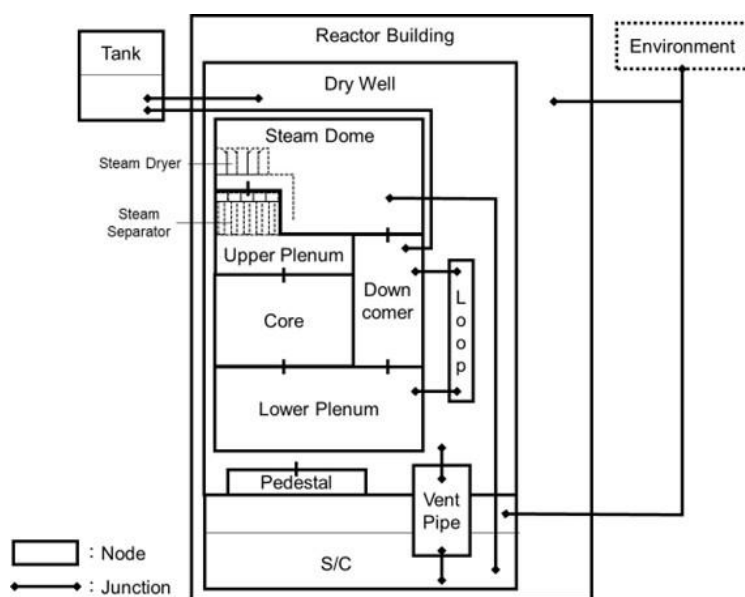 Reactor Building
Tank
Environment
Dry Well
Steam Dome
Steam Dryer
Steam
Separator
Upper Plenum
Down
comer
Loop
Core
Lower Plenum
Pedestal
Vent
Pipe
S/C
: Node
: Junction